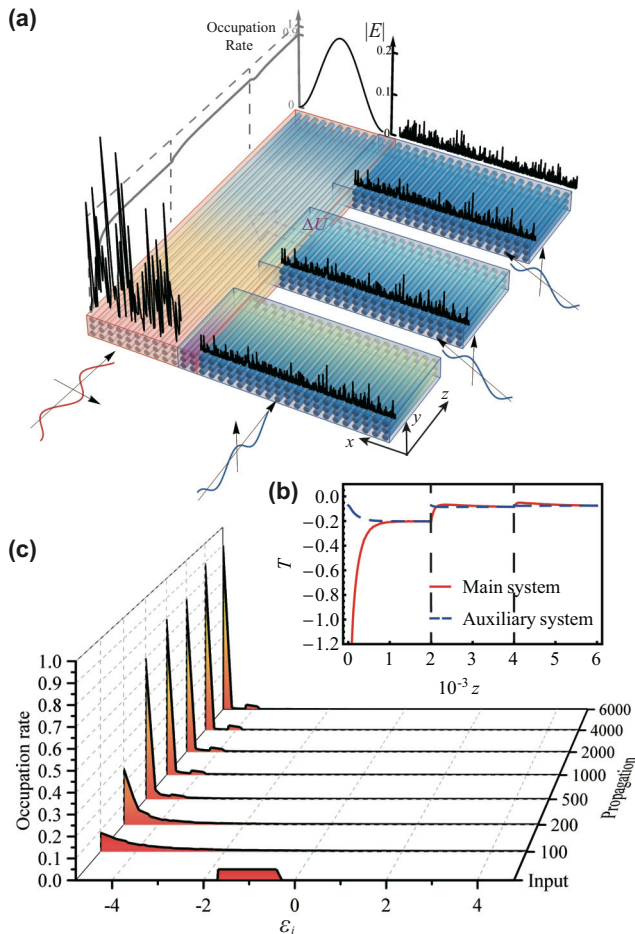 (a)
Occupation
Rate
1
0.9
0
|E|
0.2
0.1
0
ΔU
x
y
z
(b)
T
0.0
−0.2
−0.4
−0.6
−0.8
−1.0
−1.2
Main system
Auxiliary system
0 1 2 3 4 5 6
10⁻³ z
(c)
Occupation rate
1.0
0.9
0.8
0.7
0.6
0.5
0.4
0.3
0.2
0.1
0.0
6000
4000
2000
1000
500
200
100
Input
Propagation
-4 -2 0 2 4
εᵢ